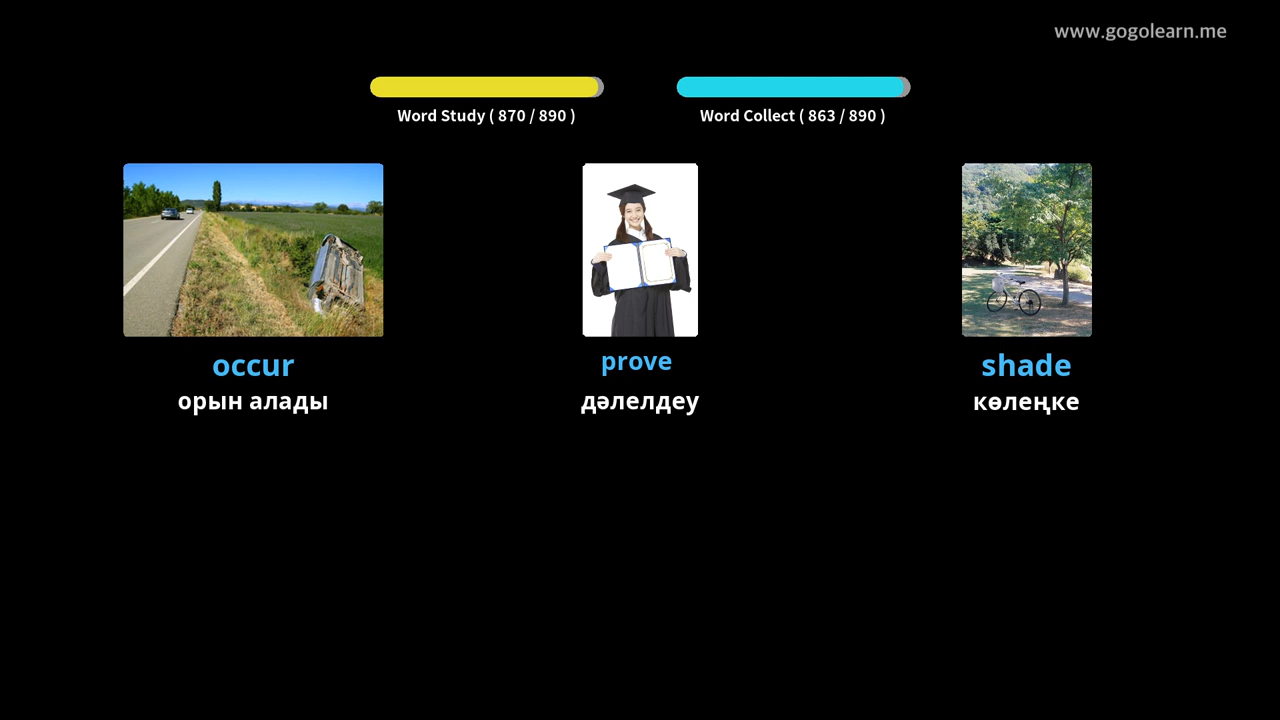 www.gogolearn.me
Word Study ( 870 / 890 )
Word Collect ( 863 / 890 )
occur
prove
shade
орын алады
дәлелдеу
көлеңке